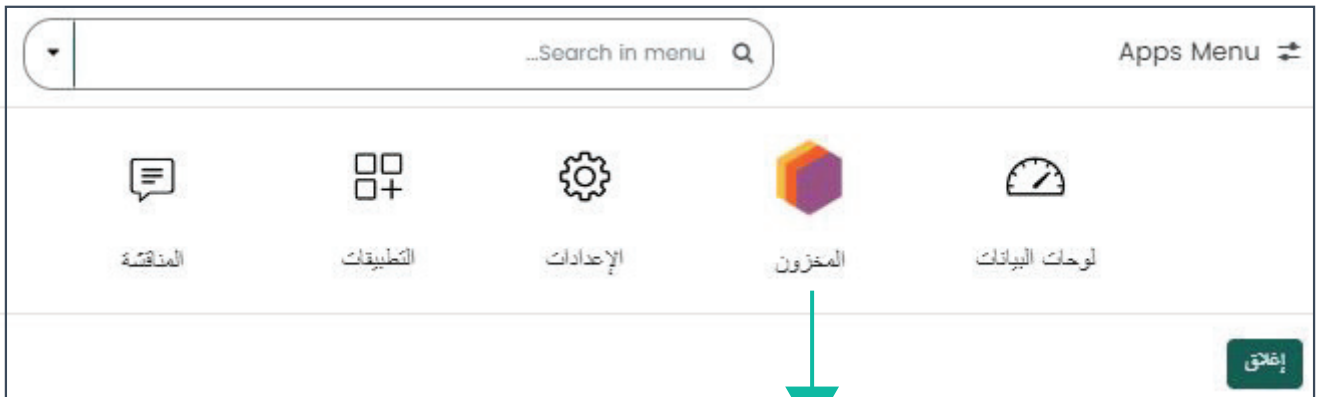 Apps Menu
Search in menu...
لوحات البيانات
المخزون
الإعدادات
التطبيقات
المناقشة
إغلاق